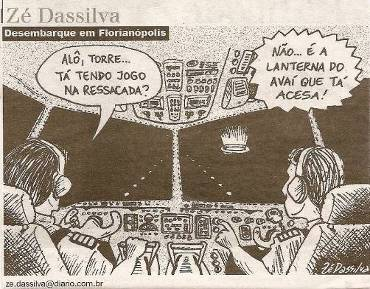 Zé Dassilva
Desembarque em Florianópolis
ALÔ, TORRE...
TÁ TENDO JOGO
NA RESSACADA?
NÃO... É A
LANTERNA DO
AVAÍ QUE TÁ
ACESA!
ZÉDASSILVA
ze.dassilva@diario.com.br